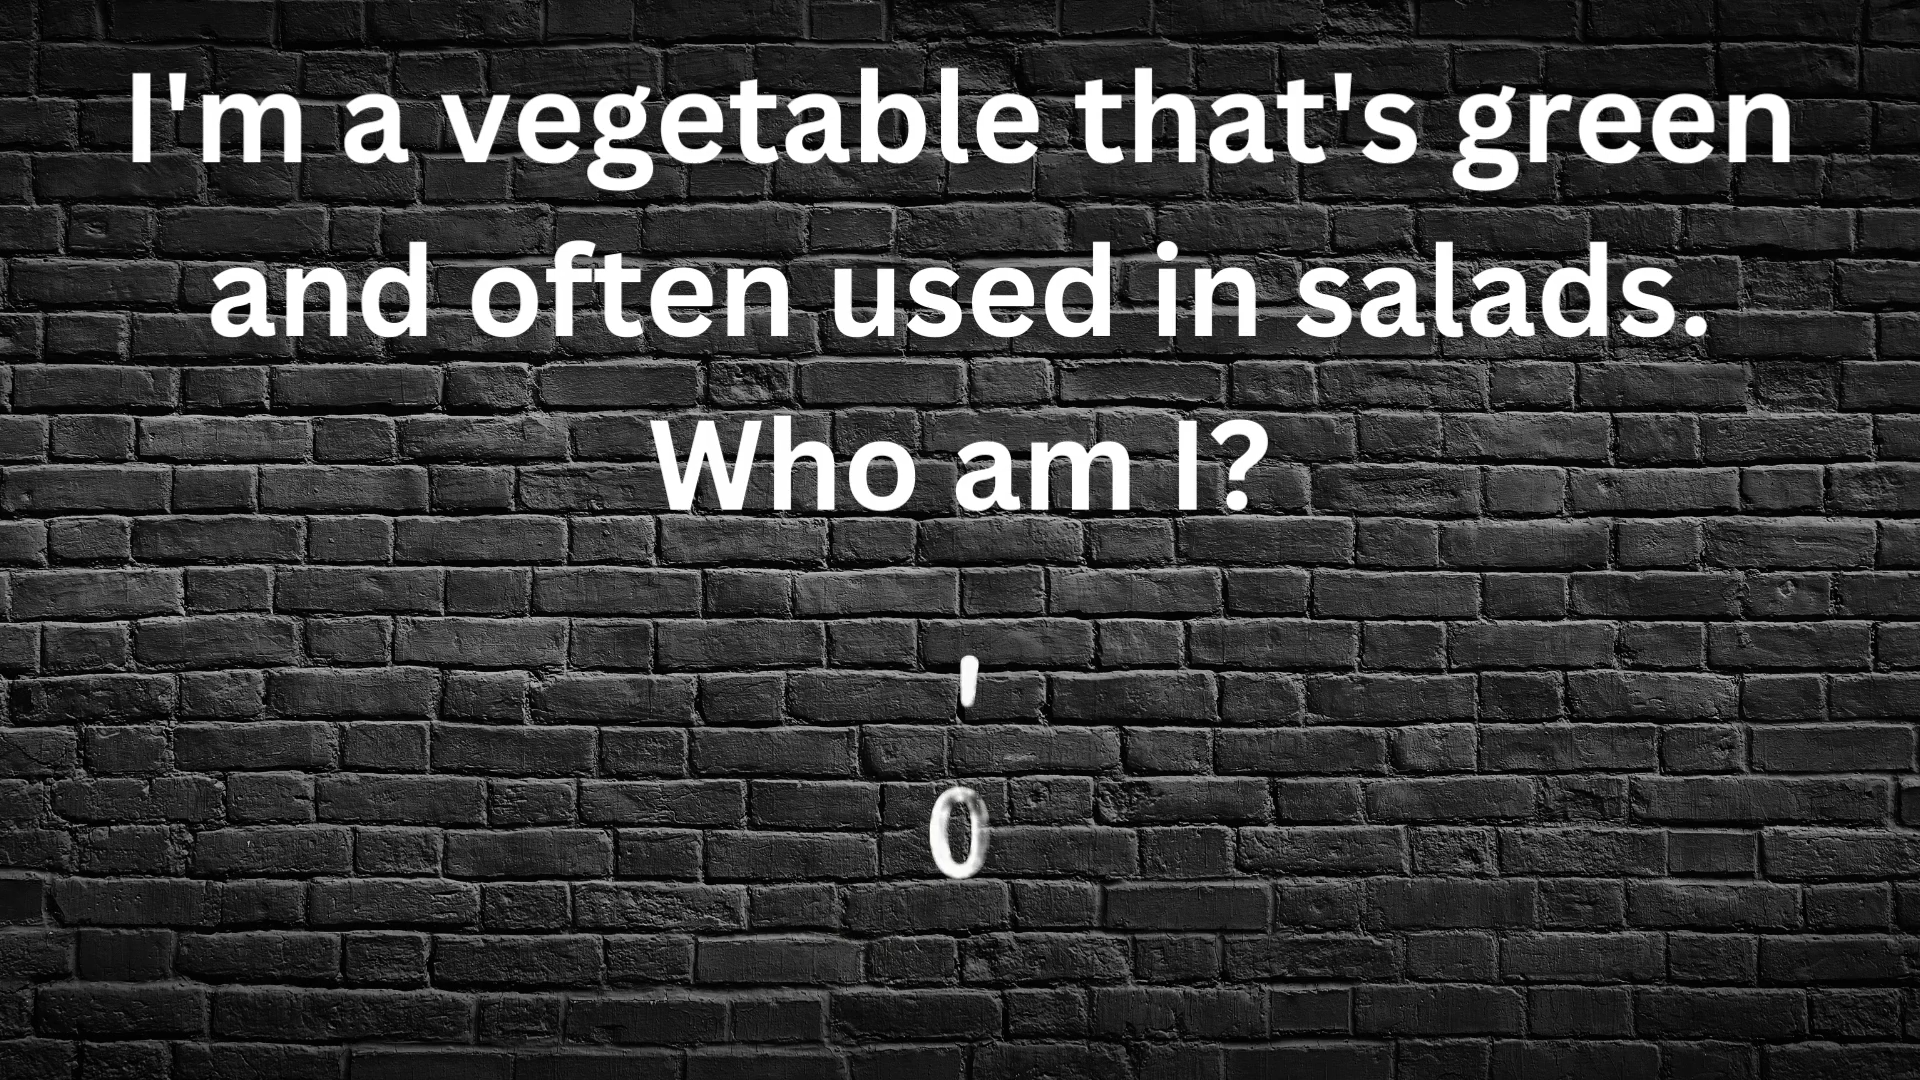 I'm a vegetable that's green
and often used in salads.
Who am I?
'
0